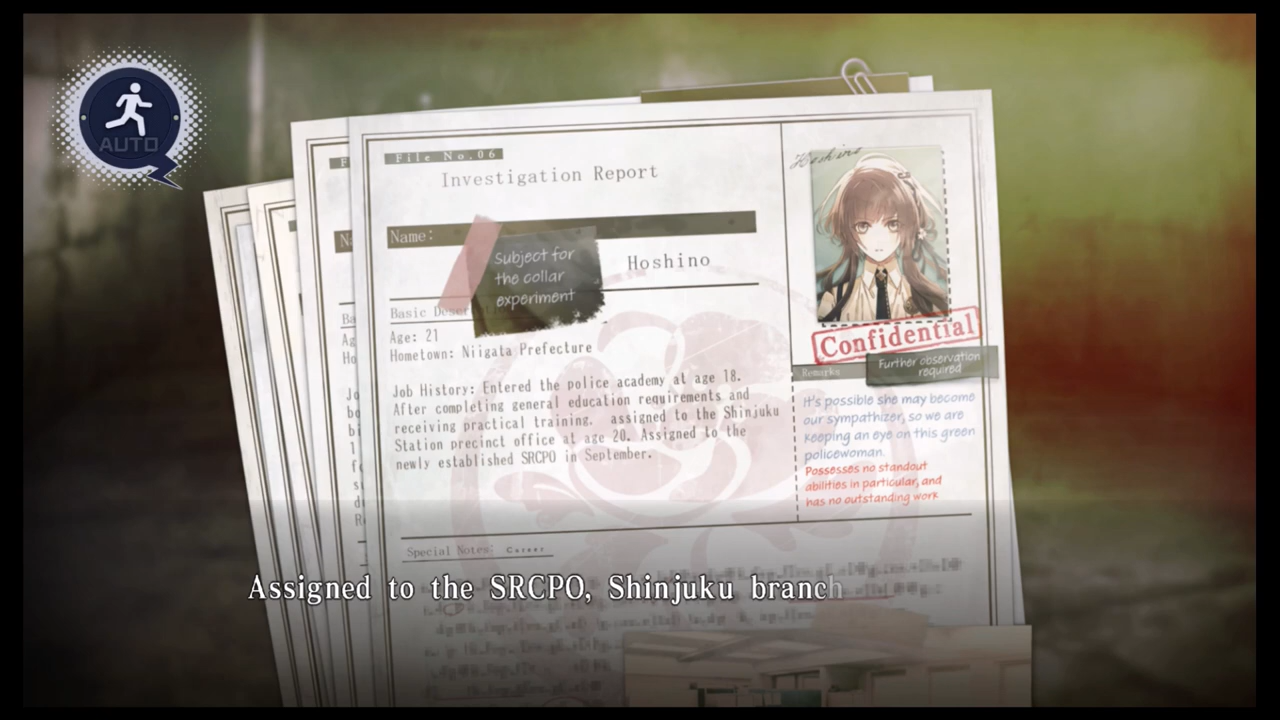 AUTO
File No.06
Investigation Report
Hoshino
Name:
Subject for
the collar
experiment
Hoshino
Basic Desc
Age: 21
Hometown: Niigata Prefecture
Job History: Entered the police academy at age 18.
After completing general education requirements and
receiving practical training. assigned to the Shinjuku
Station precinct office at age 20. Assigned to the
newly established SRCPO in September.
Confidential
Further observation
required
Remarks
It's possible she may become
our sympathizer, so we are
keeping an eye on this green
policewoman.
Possesses no standout
abilities in particular, and
has no outstanding work
Special Notes: Career
Assigned to the SRCPO, Shinjuku branch